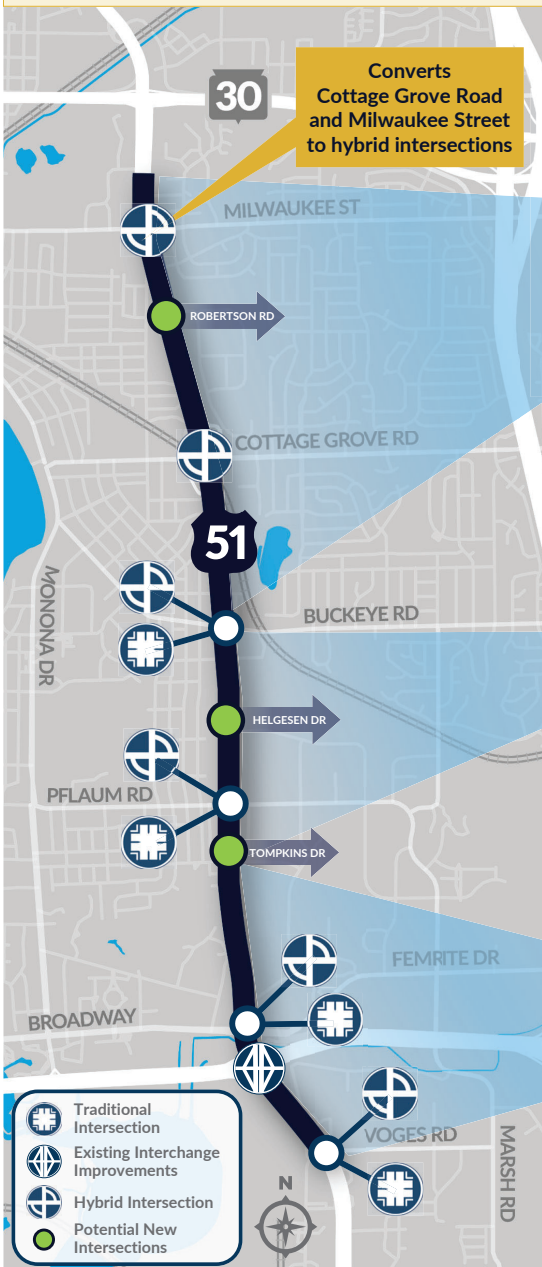 30
Converts
Cottage Grove Road
and Milwaukee Street
to hybrid intersections
MILWAUKEE ST
ROBERTSON RD
COTTAGE GROVE RD
51
MONONA DR
BUCKEYE RD
HELGESEN DR
PFLAUM RD
TOMPKINS DR
FEMRITE DR
BROADWAY
VOGES RD
MARSH RD
Traditional
Intersection
Existing Interchange
Improvements
Hybrid Intersection
Potential New
Intersections
N